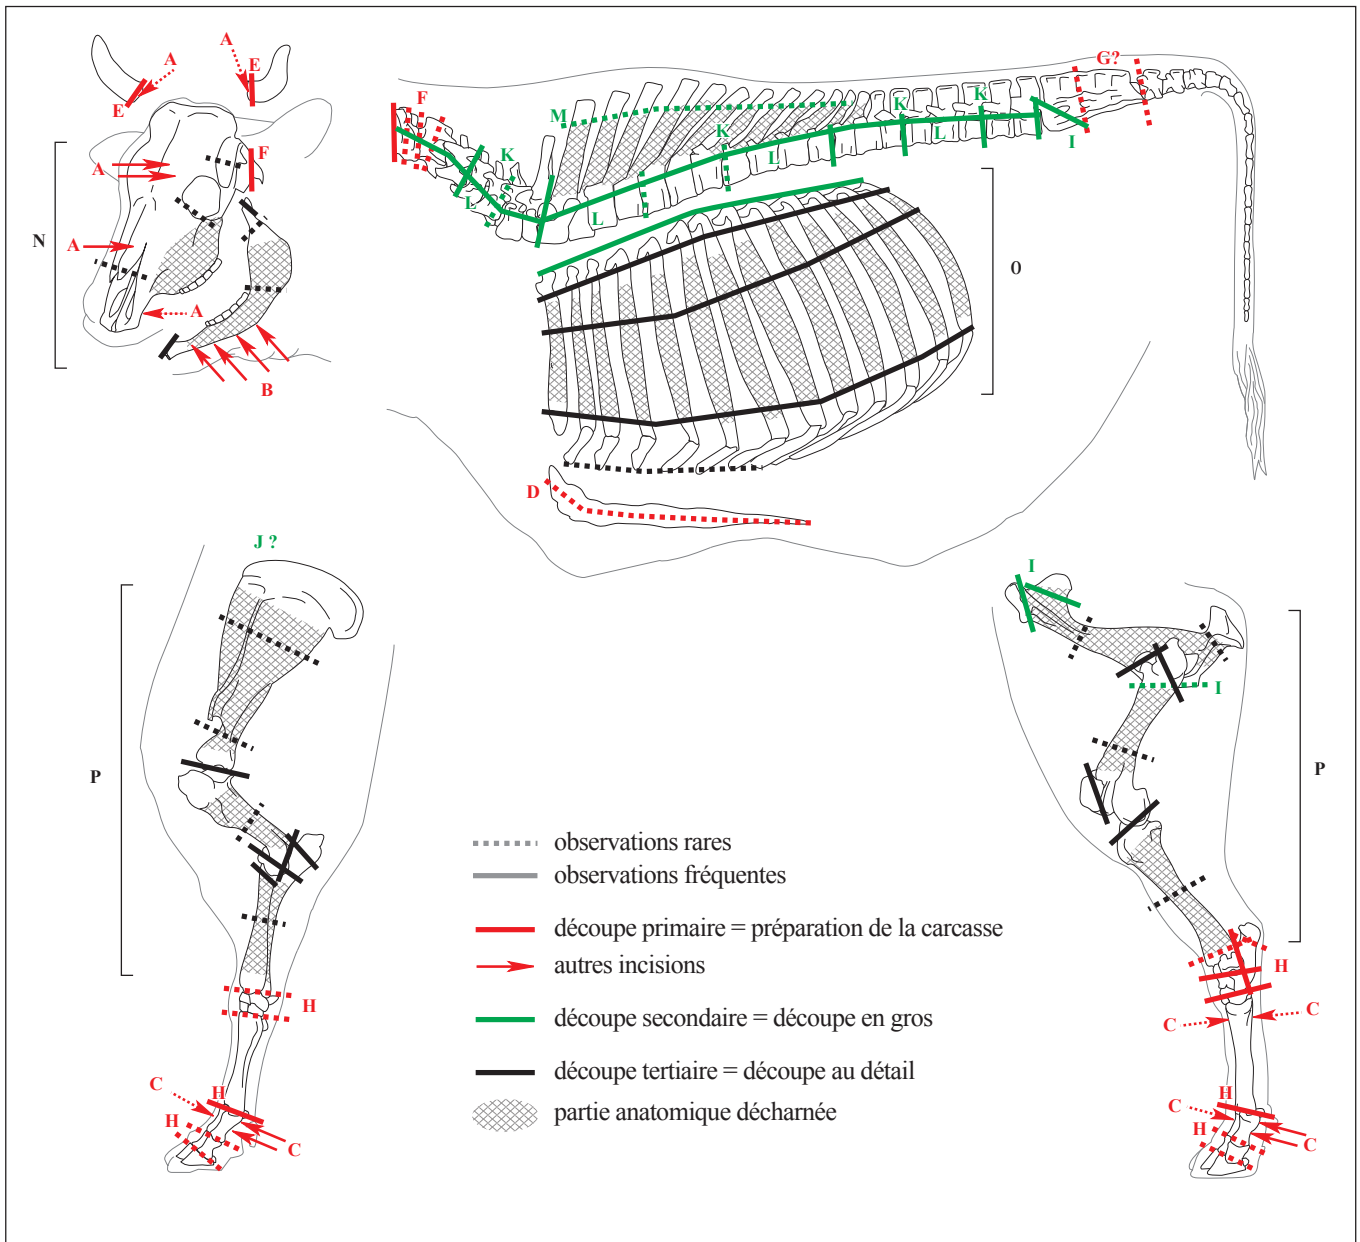 A
A
E
E
F
A
A
A
N
B
F
G?
M
K
K
K
K
L
L
L
L
I
O
D
J ?
P
H
C
H
H
C
I
I
P
H
C
C
H
C
H
C
observations rares
observations fréquentes
découpe primaire = préparation de la carcasse
autres incisions
découpe secondaire = découpe en gros
découpe tertiaire = découpe au détail
partie anatomique décharnée